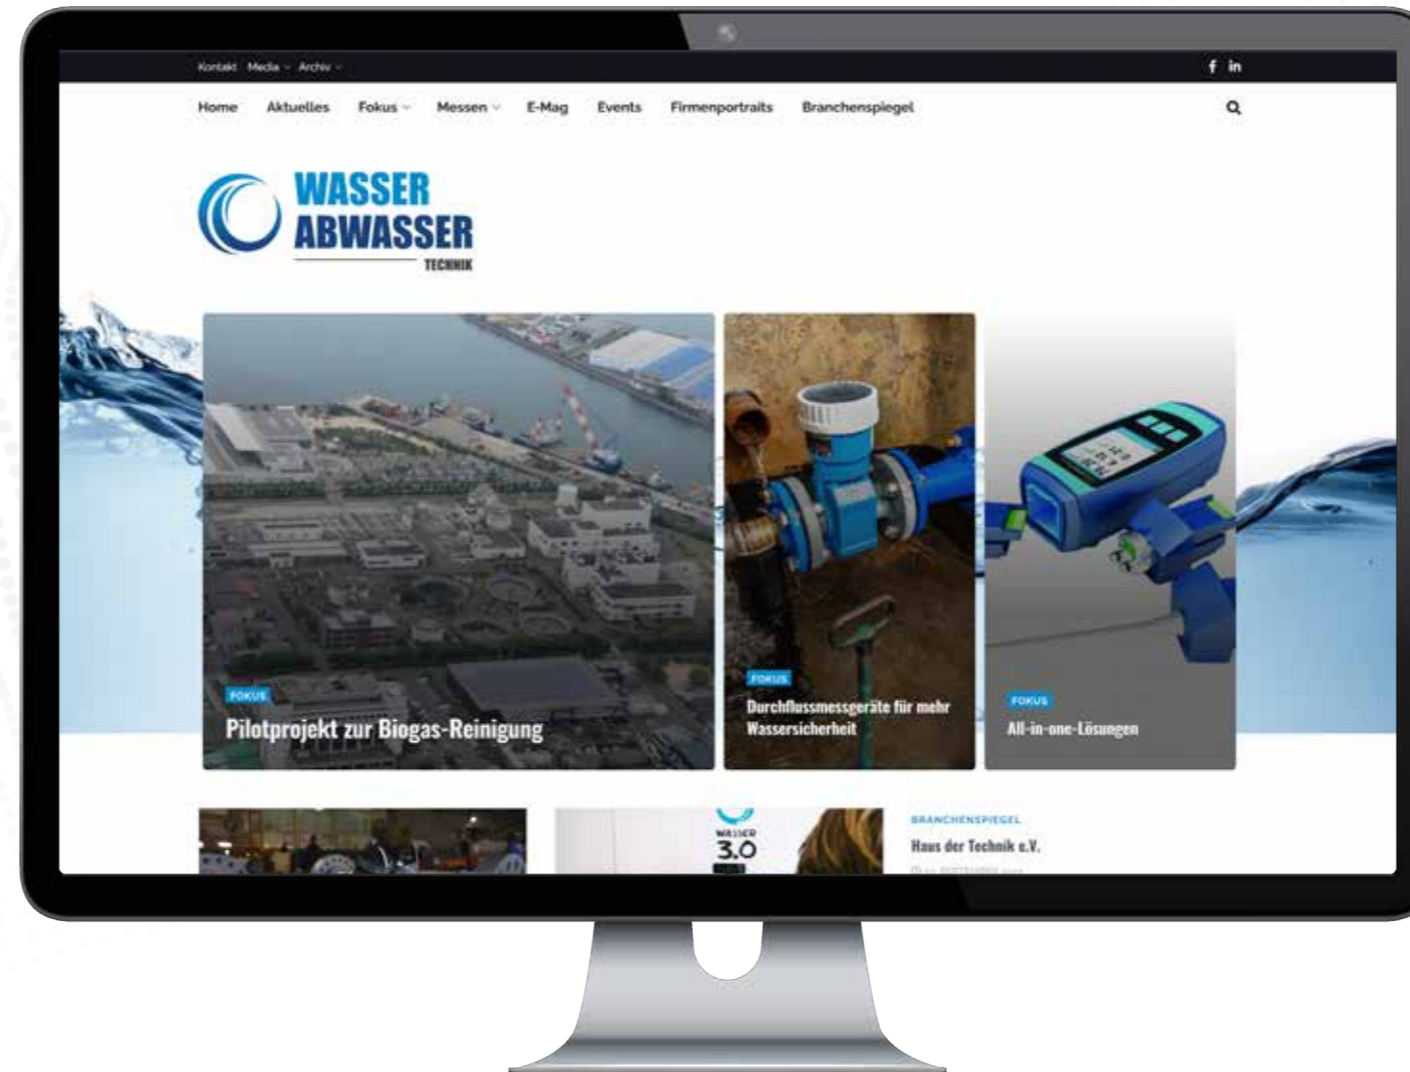 Kontakt Media Archiv
f in
Home Aktuelles Fokus Messen E-Mag Events Firmenportraits Branchenspiegel
WASSER
ABWASSER
TECHNIK
FOKUS
Pilotprojekt zur Biogas-Reinigung
FOKUS
Durchflussmessgeräte für mehr
Wassersicherheit
FOKUS
All-in-one-Lösungen
WASSER
3.0
BRANCHENSPIEGEL
Haus der Technik e.V.